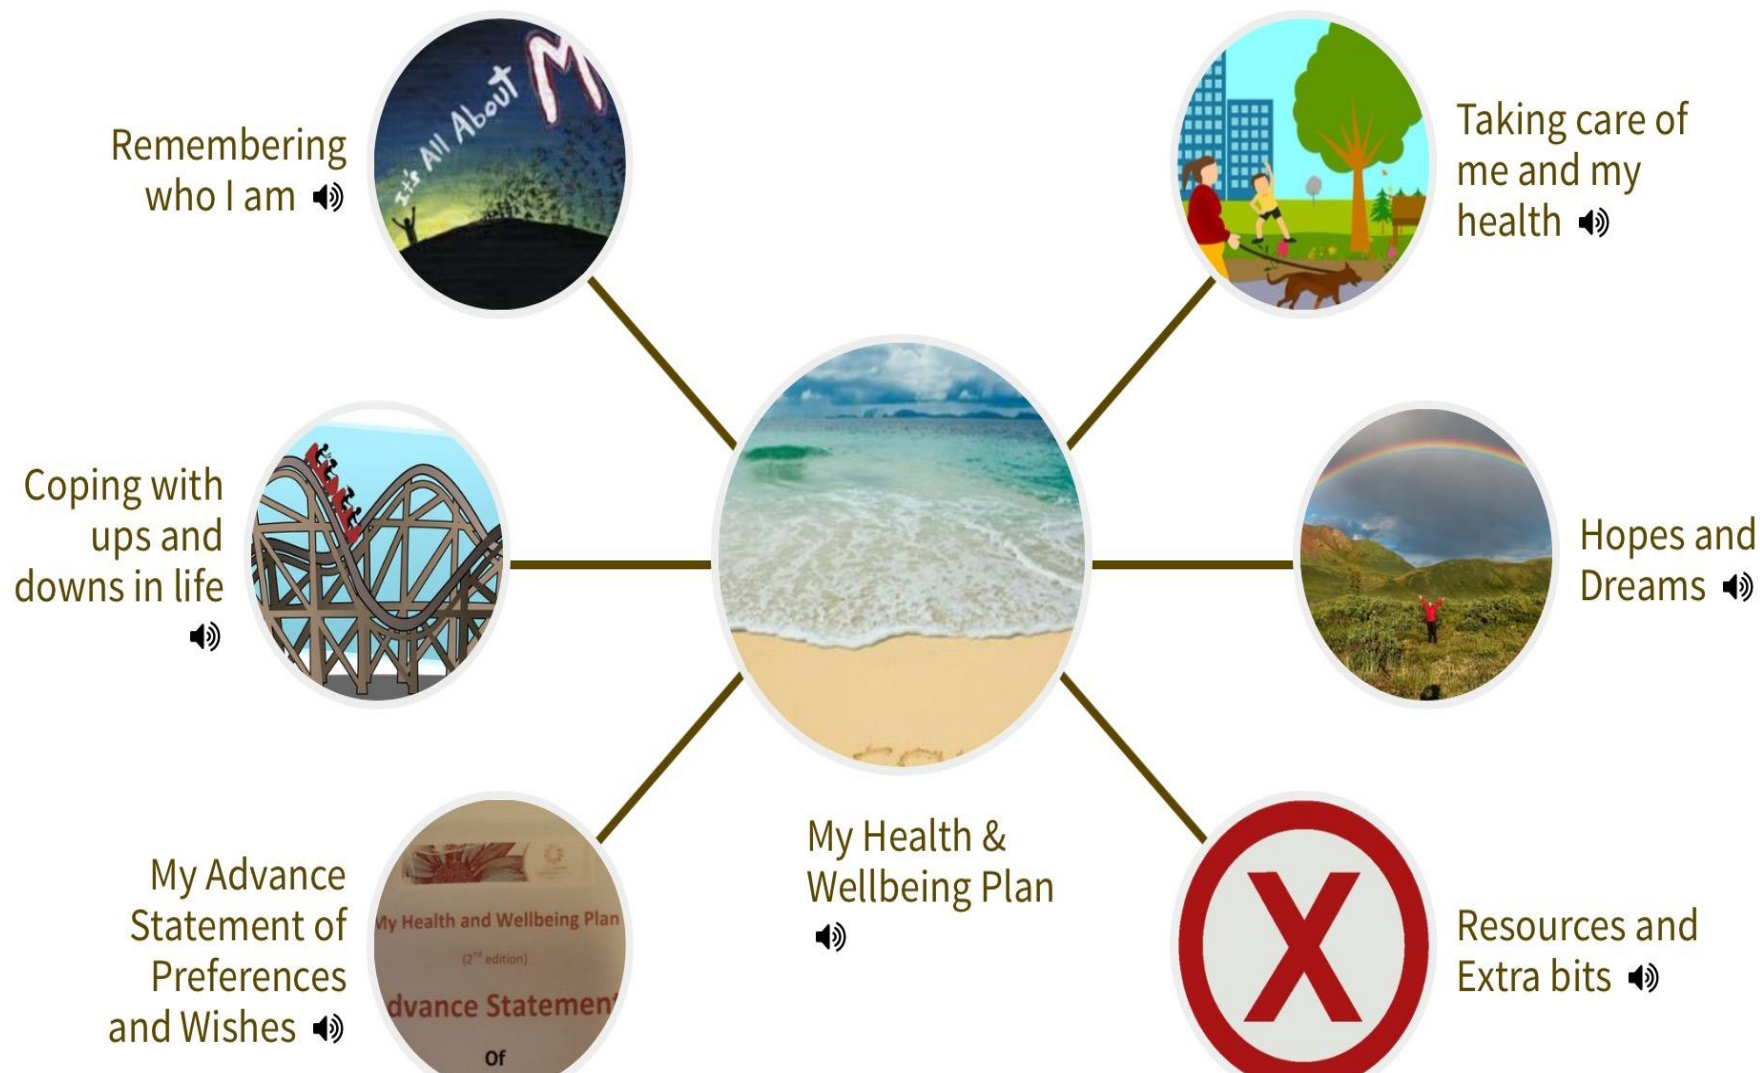 Remembering
who I am
It's All About M
Taking care of
me and my
health
Coping with
ups and
downs in life
Hopes and
Dreams
My Health &
Wellbeing Plan
My Advance
Statement of
Preferences
and Wishes
My Health and Wellbeing Plan
(2nd edition)
dvance Statement
Of
X
Resources and
Extra bits